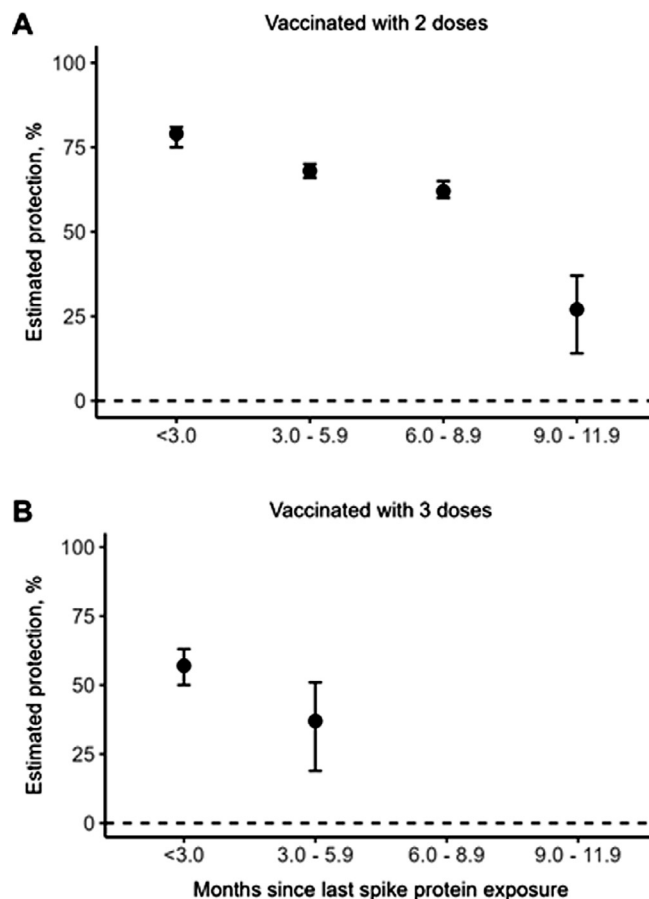 A
Vaccinated with 2 doses
Estimated protection, %
100
75
50
25
0
<3.0
3.0 - 5.9
6.0 - 8.9
9.0 - 11.9
B
Vaccinated with 3 doses
Estimated protection, %
100
75
50
25
0
<3.0
3.0 - 5.9
6.0 - 8.9
9.0 - 11.9
Months since last spike protein exposure